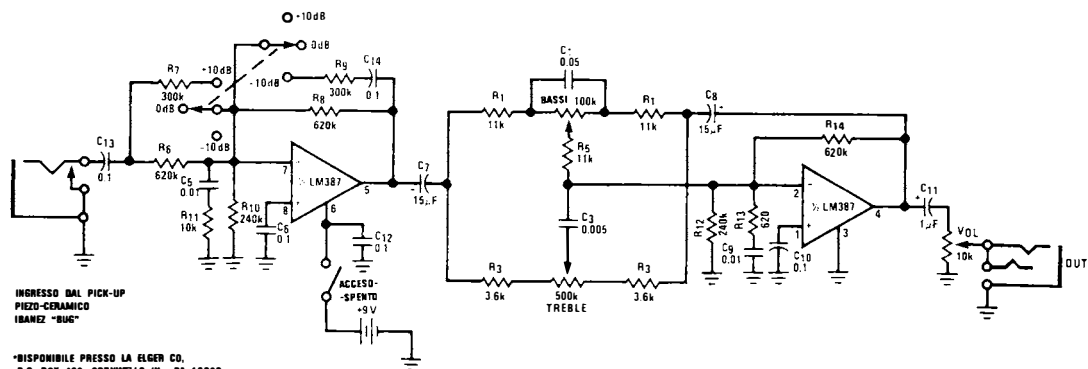 +10dB
0dB
R7
300k
+10dB
0dB
-10dB
-10dB
R9
300k
C14
0.1
R8
620k
C13
0.1
R6
620k
C5
0.01
R11
10k
R10
240k
7
8
6
5
½ LM387
C6
0.1
C12
0.1
ACCESO-
-SPENTO
+9V
C7
15µF
R1
11k
C1
0.05
BASSI
100k
R1
11k
R5
11k
C3
0.005
R3
3.6k
500k
TREBLE
R3
3.6k
C8
15µF
R14
620k
R12
240k
R13
620
C9
0.01
C10
0.1
2
1
½ LM387
4
3
C11
1µF
VOL
10k
OUT
INGRESSO DAL PICK-UP
PIEZO-CERAMICO
IBANEZ "BUG"
*DISPONIBILE PRESSO LA ELGER CO,